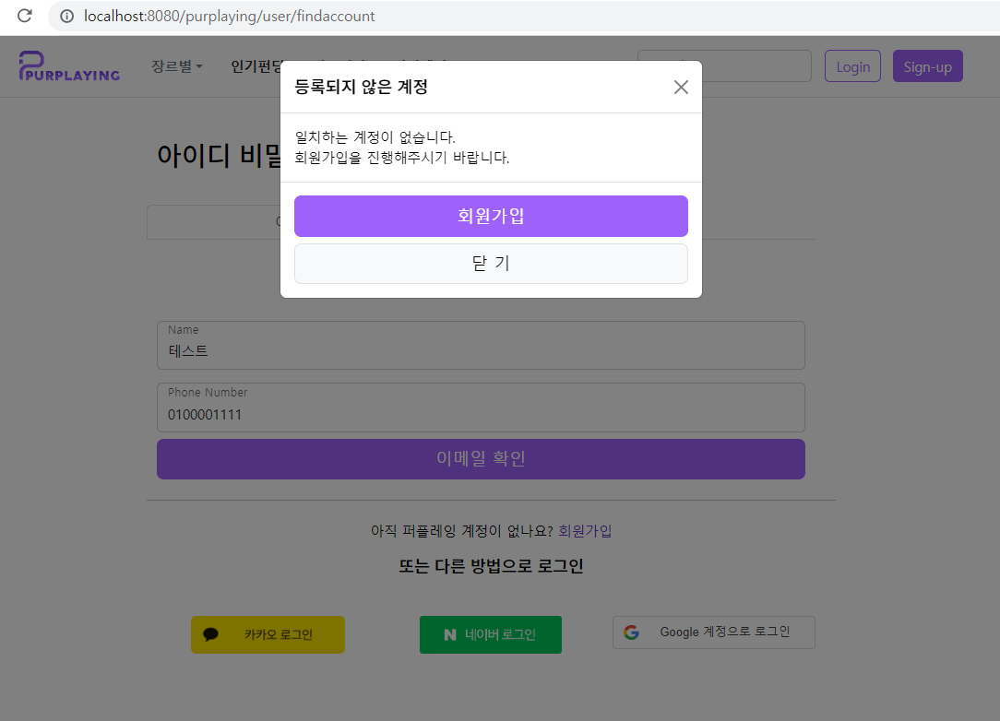 localhost:8080/purplaying/user/findaccount
PURPLAYING
장르별
인기펀딩
Login
Sign-up
등록되지 않은 계정
일치하는 계정이 없습니다.
회원가입을 진행해주시기 바랍니다.
회원가입
닫 기
아이디
Name
테스트
Phone Number
0100001111
이메일 확인
아직 퍼플레잉 계정이 없나요? 회원가입
또는 다른 방법으로 로그인
카카오 로그인
N 네이버 로그인
G Google 계정으로 로그인